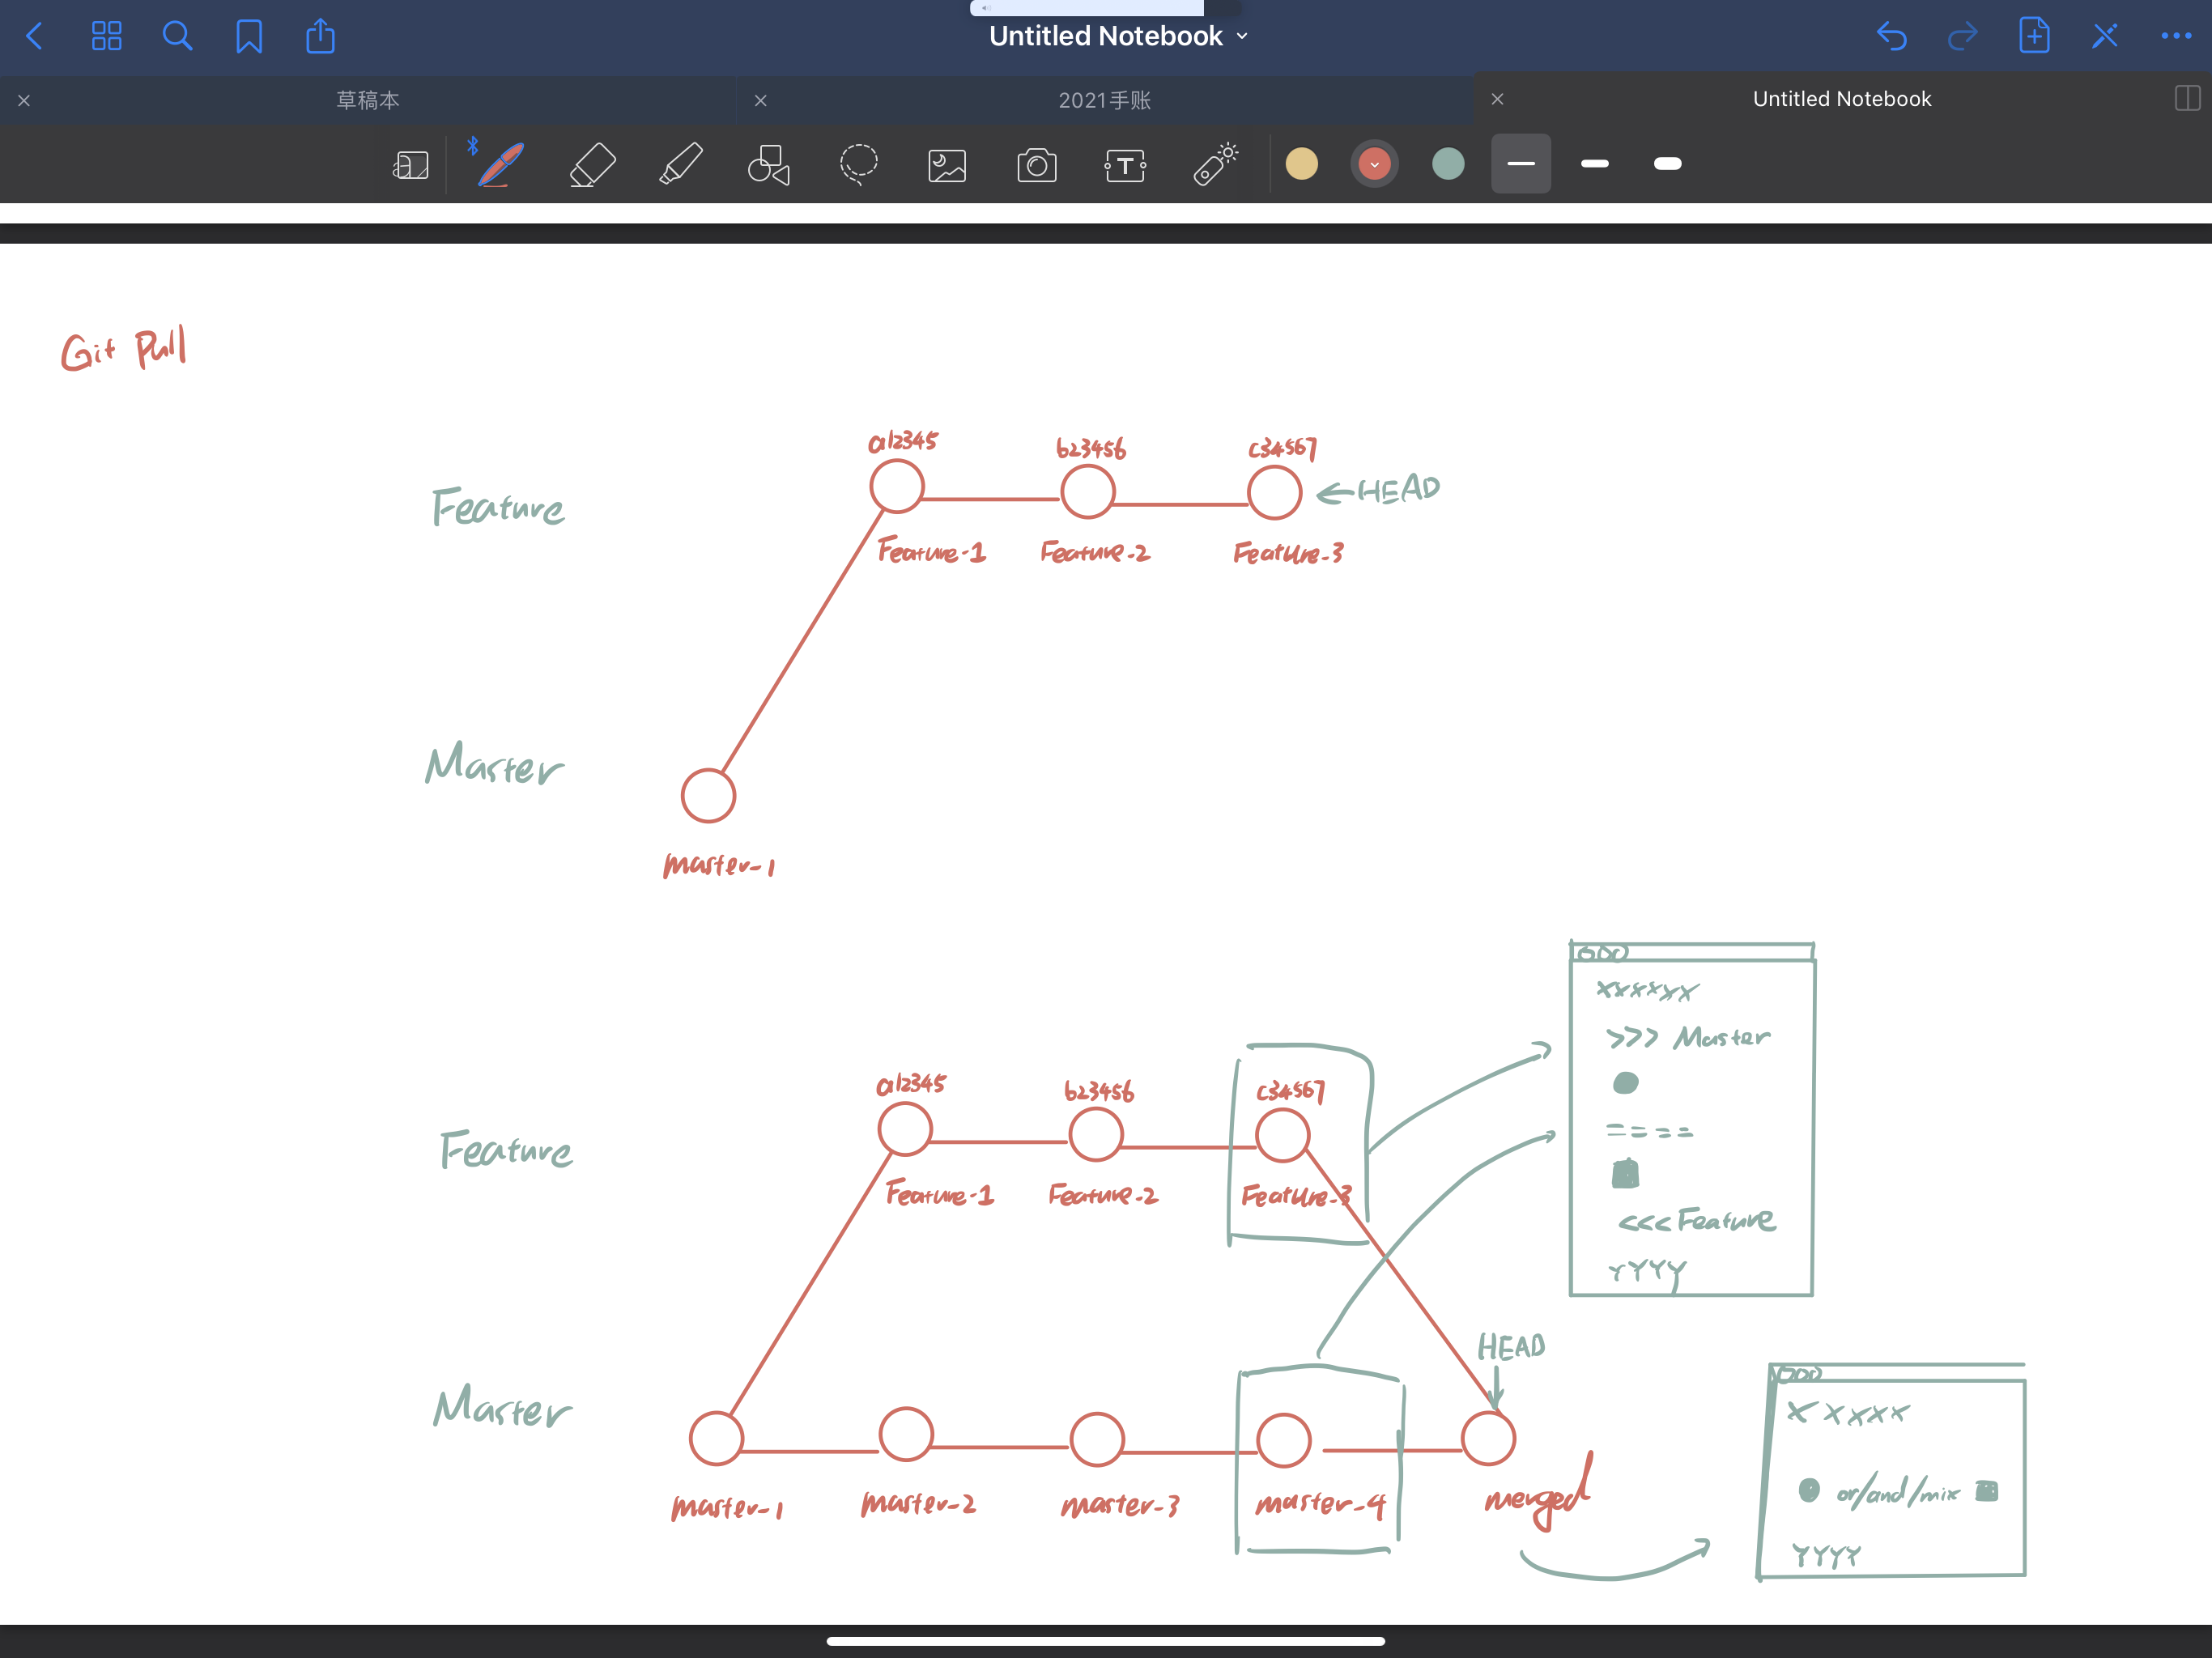 Untitled Notebook
草稿本
2021手账
Untitled Notebook
T
Git Pull
a12345
b23456
c34567
Feature
HEAD
Feature-1
Feature-2
Feature-3
Master
master-1
xxxxxx
>>> Master
a12345
b23456
c34567
====
Feature
Feature-1
Feature-2
Feature-3
<<< Feature
YYYY
HEAD
Master
xxxxx
or/and/mix
master-1
master-2
master-3
master-4
merged
YYYY